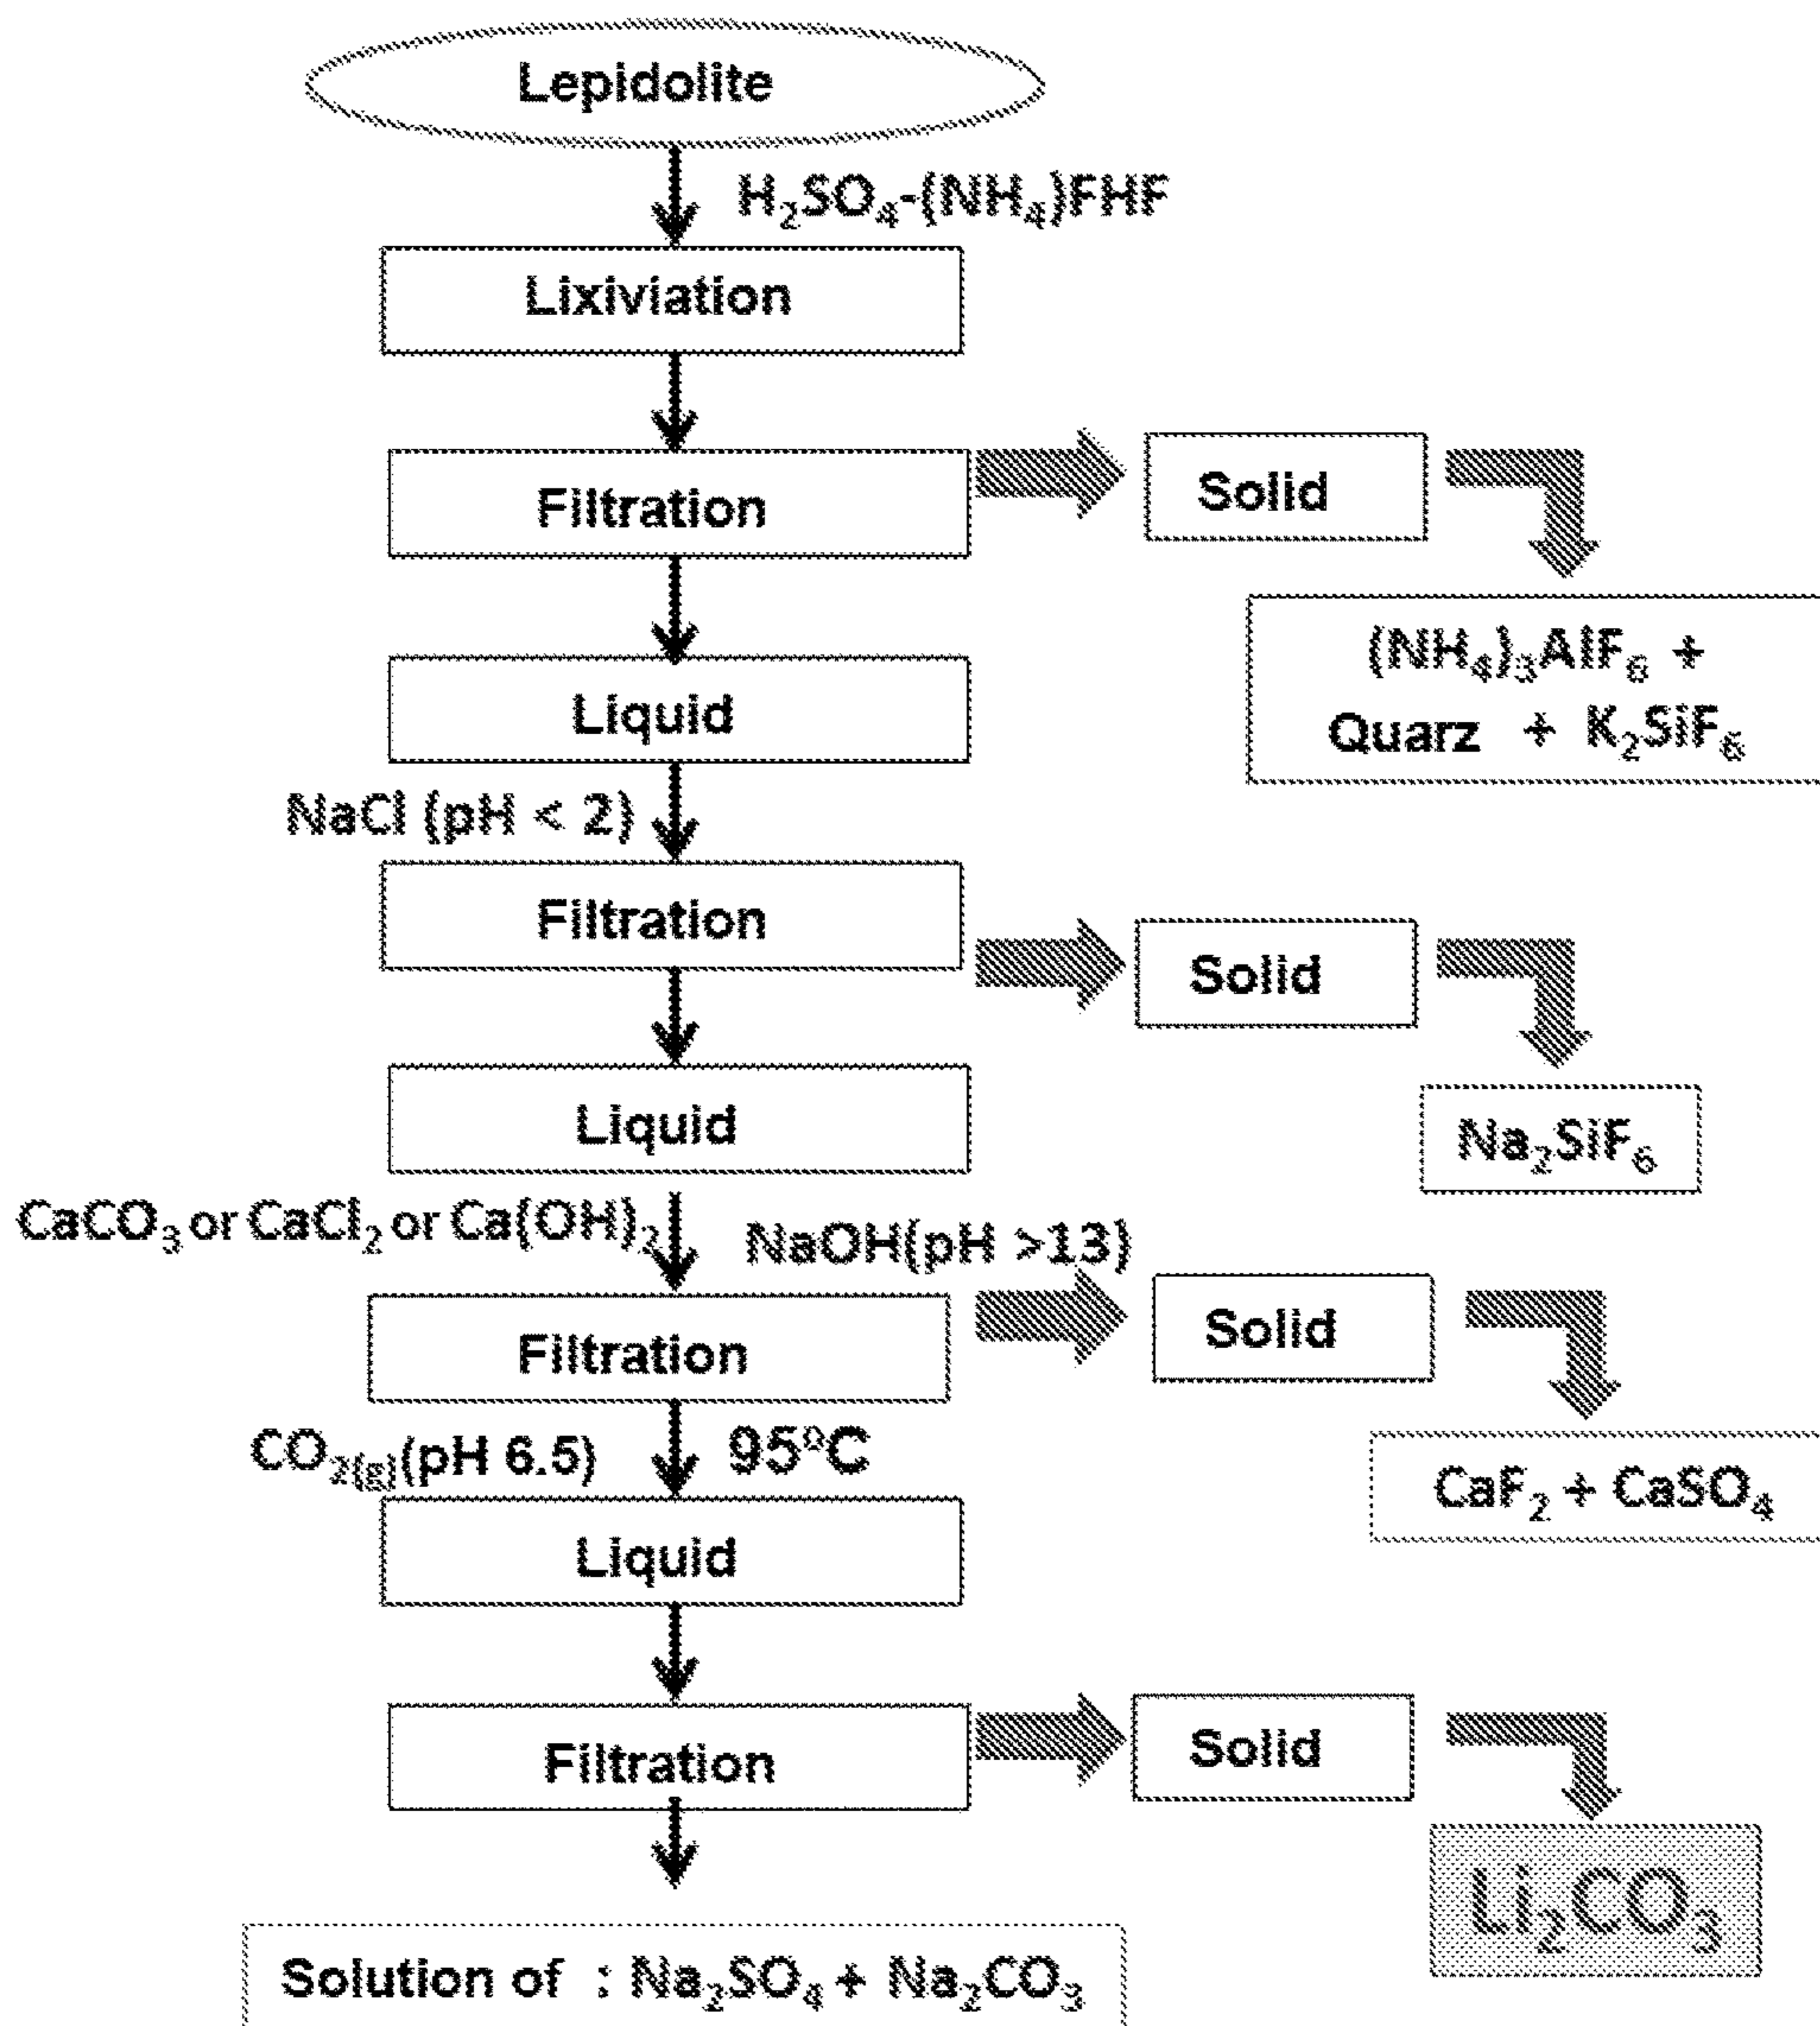 Lepidolite
H₂SO₄-(NH₄)FHF
Lixiviation
Filtration
Solid
(NH₄)₃AlF₆ +
Quarz + K₂SiF₆
Liquid
NaCl (pH < 2)
Filtration
Solid
Na₂SiF₆
Liquid
CaCO₃ or CaCl₂ or Ca(OH)₂
NaOH(pH >13)
Filtration
Solid
CaF₂ + CaSO₄
CO₂(g)(pH 6.5)
95ºC
Liquid
Filtration
Solid
Li₂CO₃
Solution of : Na₂SO₄ + Na₂CO₃